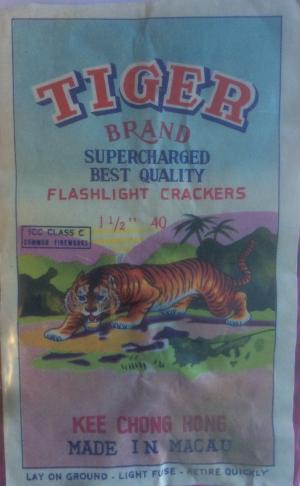 TIGER
BRAND
SUPERCHARGED
BEST QUALITY
FLASHLIGHT CRACKERS
1 1/2" 40
ICC CLASS C
COMMON FIREWORKS
KEE CHONG HONG
MADE IN MACAU
LAY ON GROUND - LIGHT FUSE - RETIRE QUICKLY